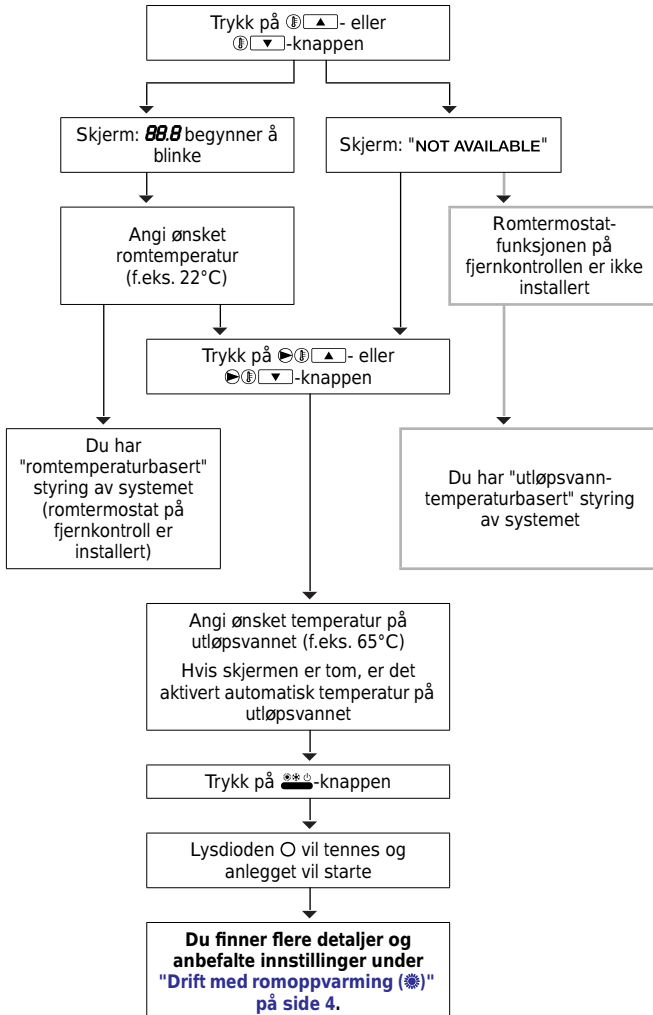 Trykk på ▲ - eller
▼ -knappen
Skjerm: 88.8 begynner å
blinke
Skjerm: "NOT AVAILABLE"
Angi ønsket
romtemperatur
(f.eks. 22°C)
Romtermostat-
funksjonen på
fjernkontrollen er ikke
installert
Trykk på ▲ - eller
▼ -knappen
Du har
"romtemperaturbasert"
styring av systemet
(romtermostat på
fjernkontroll er
installert)
Du har "utløpsvann-
temperaturbasert" styring
av systemet
Angi ønsket temperatur på
utløpsvannet (f.eks. 65°C)
Hvis skjermen er tom, er det
aktivert automatisk temperatur på
utløpsvannet
Trykk på -knappen
Lysdioden O vil tennes og
anlegget vil starte
Du finner flere detaljer og
anbefalte innstillinger under
"Drift med romoppvarming (☀)"
på side 4.